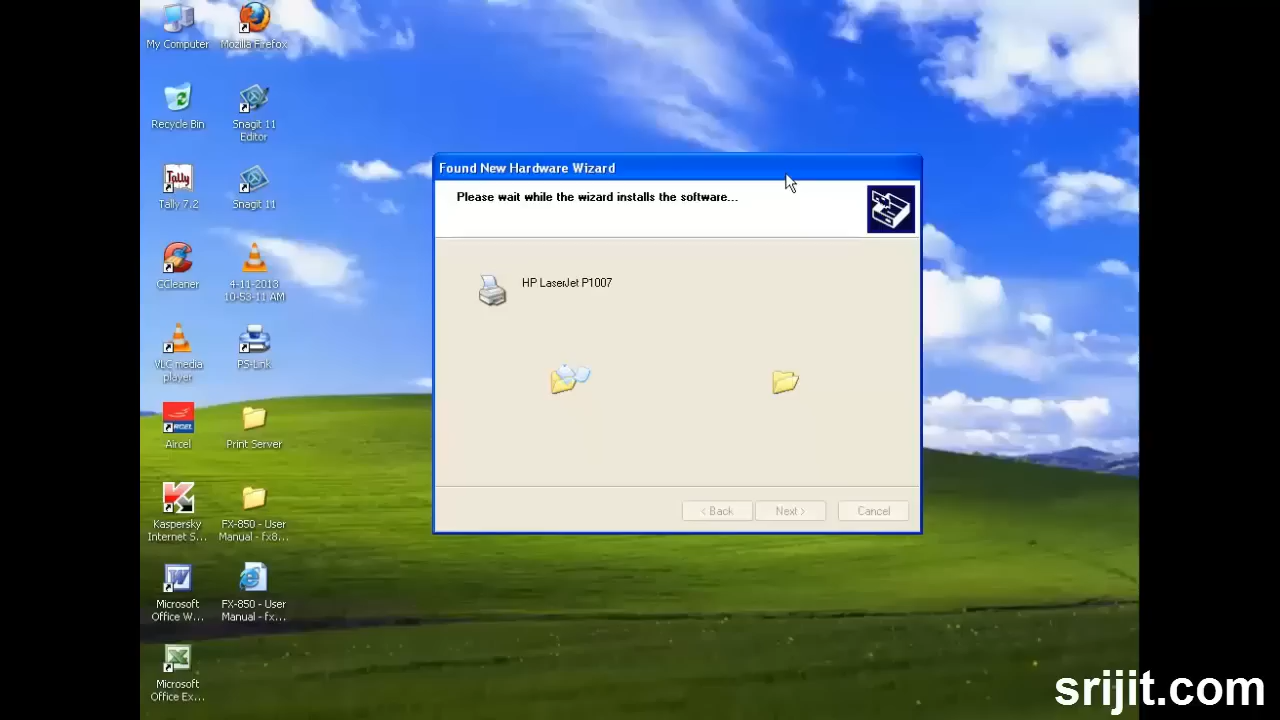 My Computer
Mozilla Firefox
Recycle Bin
Snagit 11
Editor
Tally
Tally 7.2
Snagit 11
CCleaner
4-11-2013
10-53-11 AM
VLC media
player
PS-Link
AIRCEL
Aircel
Print Server
Kaspersky
Internet S...
FX-850 - User
Manual - Fx8...
Microsoft
Office W...
FX-850 - User
Manual - fx...
Microsoft
Office Ex...
Found New Hardware Wizard
Please wait while the wizard installs the software...
HP LaserJet P1007
< Back
Next >
Cancel
srijit.com